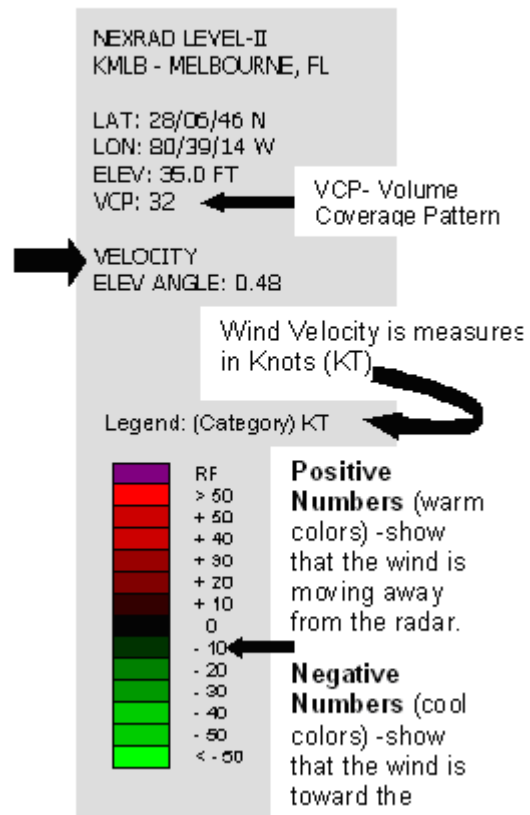 NEXRAD LEVEL-II
KMLB - MELBOURNE, FL
LAT: 28/06/46 N
LON: 80/39/14 W
ELEV: 35.0 FT
VCP: 32
VCP- Volume
Coverage Pattern
VELOCITY
ELEV ANGLE: 0.48
Wind Velocity is measures
in Knots (KT)
Legend: (Category) KT
RF
> 50
+ 50
+ 40
+ 30
+ 20
+ 10
0
- 10
- 20
- 30
- 40
- 50
< - 50
Positive
Numbers (warm
colors) -show
that the wind is
moving away
from the radar.
Negative
Numbers (cool
colors) -show
that the wind is
toward the